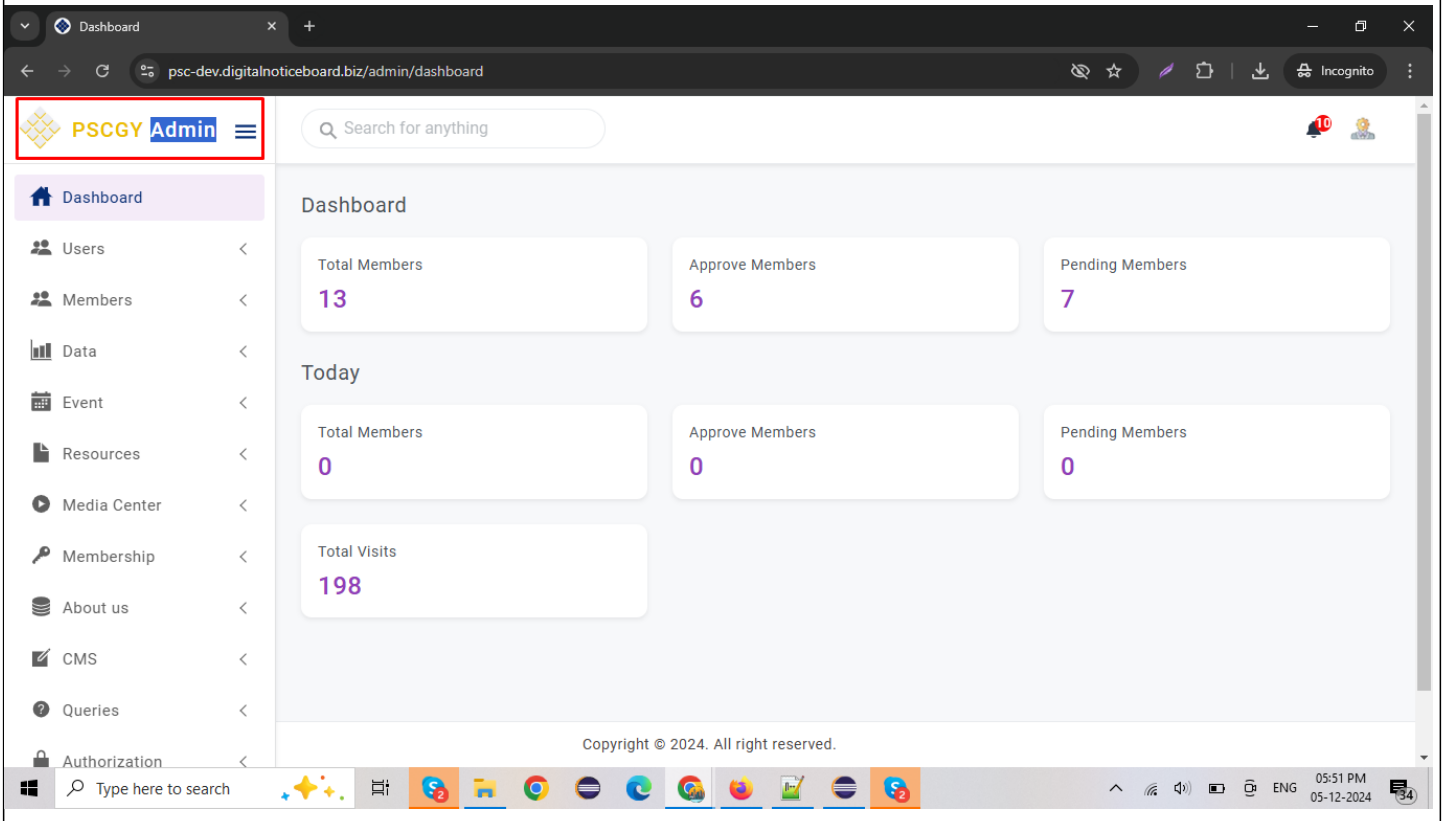 Dashboard
psc-dev.digitalnoticeboard.biz/admin/dashboard
Incognito
PSCGY Admin
Search for anything
10
Dashboard
Users
Members
Data
Event
Resources
Media Center
Membership
About us
CMS
Queries
Authorization
Dashboard
Total Members
13
Approve Members
6
Pending Members
7
Today
Total Members
0
Approve Members
0
Pending Members
0
Total Visits
198
Copyright © 2024. All right reserved.
Type here to search
2
2
ENG
05:51 PM
05-12-2024
34